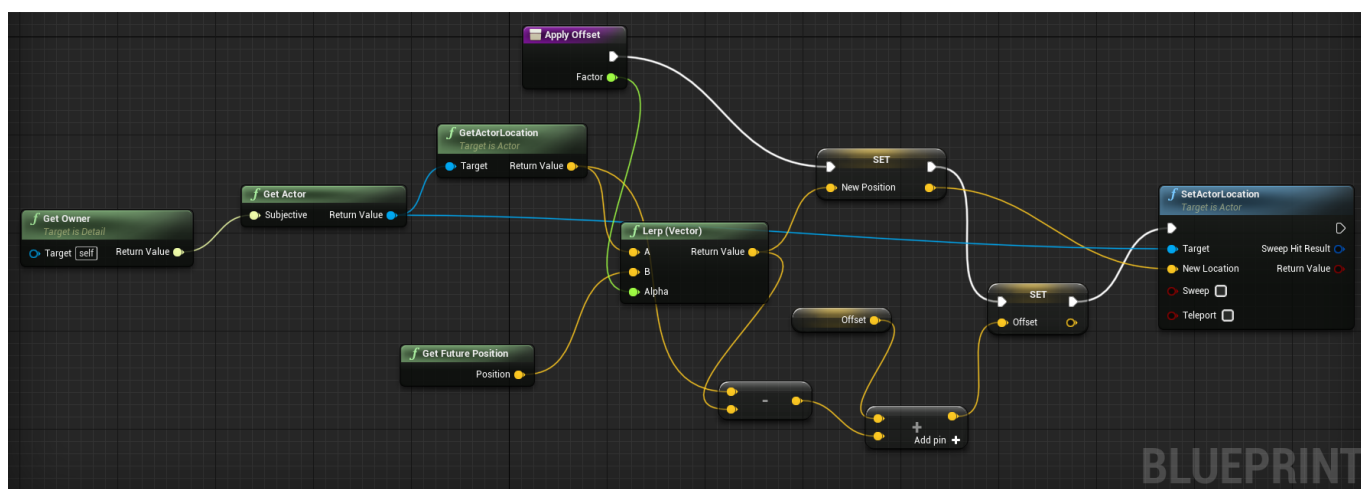 Apply Offset
Factor
f GetActorLocation
Target is Actor
Target Return Value
f Get Actor
Subjective Return Value
f Get Owner
Target is Detail
Target self Return Value
SET
New Position
f SetActorLocation
Target is Actor
Target Sweep Hit Result
New Location Return Value
Sweep
Teleport
f Lerp (Vector)
A Return Value
B
Alpha
SET
Offset
Offset
f Get Future Position
Position
-
+
Add pin +
BLUEPRINT